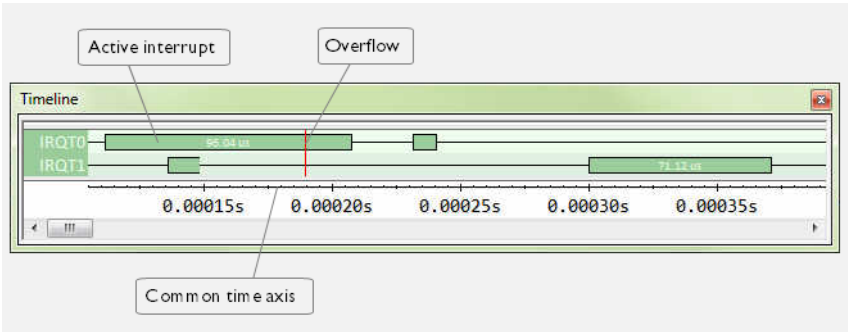 Active interrupt
Overflow
Timeline
IRQT0
96.04 us
IRQT1
71.12 us
0.00015s 0.00020s 0.00025s 0.00030s 0.00035s
Common time axis